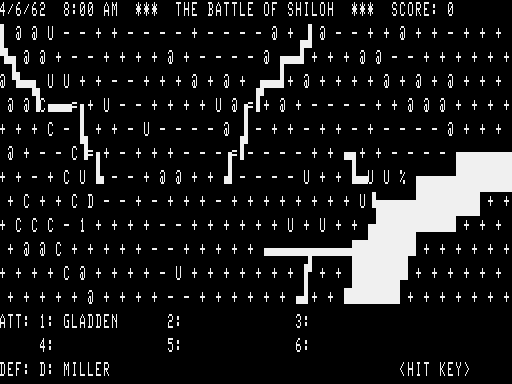 4/6/62 8:00 AM *** THE BATTLE OF SHILOH *** SCORE: 0
ATT: 1: GLADDEN 2: 3:
4: 5: 6:
DEF: D: MILLER <HIT KEY>